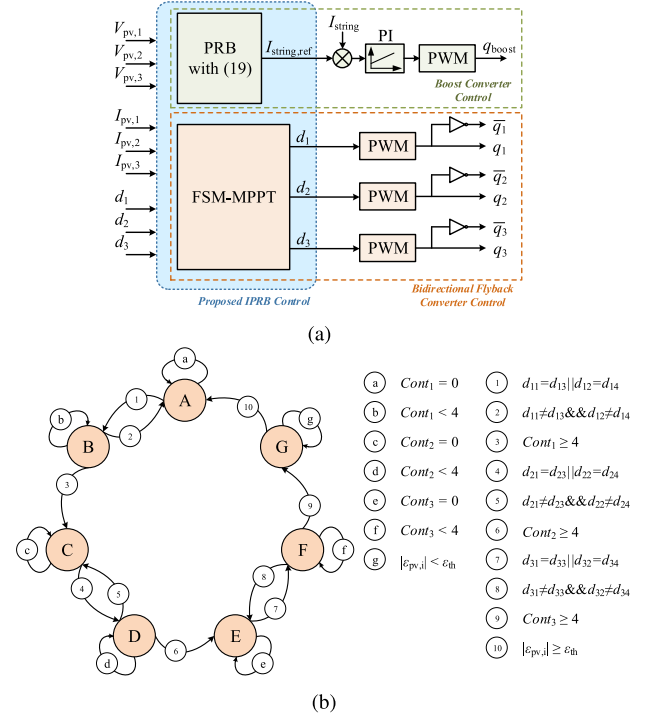 V_pv,1
V_pv,2
V_pv,3
I_pv,1
I_pv,2
I_pv,3
d_1
d_2
d_3
PRB
with (19)
I_string,ref
I_string
PI
PWM
q_boost
Boost Converter
Control
FSM-MPPT
d_1
PWM
q̅_1
q_1
d_2
PWM
q̅_2
q_2
d_3
PWM
q̅_3
q_3
Proposed IPRB Control
Bidirectional Flyback
Converter Control
(a)
a
A
1
2
10
b
B
G
g
3
9
c
C
F
f
4
5
8
7
D
6
E
d
e
a Cont_1 = 0
b Cont_1 < 4
c Cont_2 = 0
d Cont_2 < 4
e Cont_3 = 0
f Cont_3 < 4
g |ε_pv,i| < ε_th
1 d_11=d_13||d_12=d_14
2 d_11≠d_13&&d_12≠d_14
3 Cont_1 ≥ 4
4 d_21=d_23||d_22=d_24
5 d_21≠d_23&&d_22≠d_24
6 Cont_2 ≥ 4
7 d_31=d_33||d_32=d_34
8 d_31≠d_33&&d_32≠d_34
9 Cont_3 ≥ 4
10 |ε_pv,i| ≥ ε_th
(b)